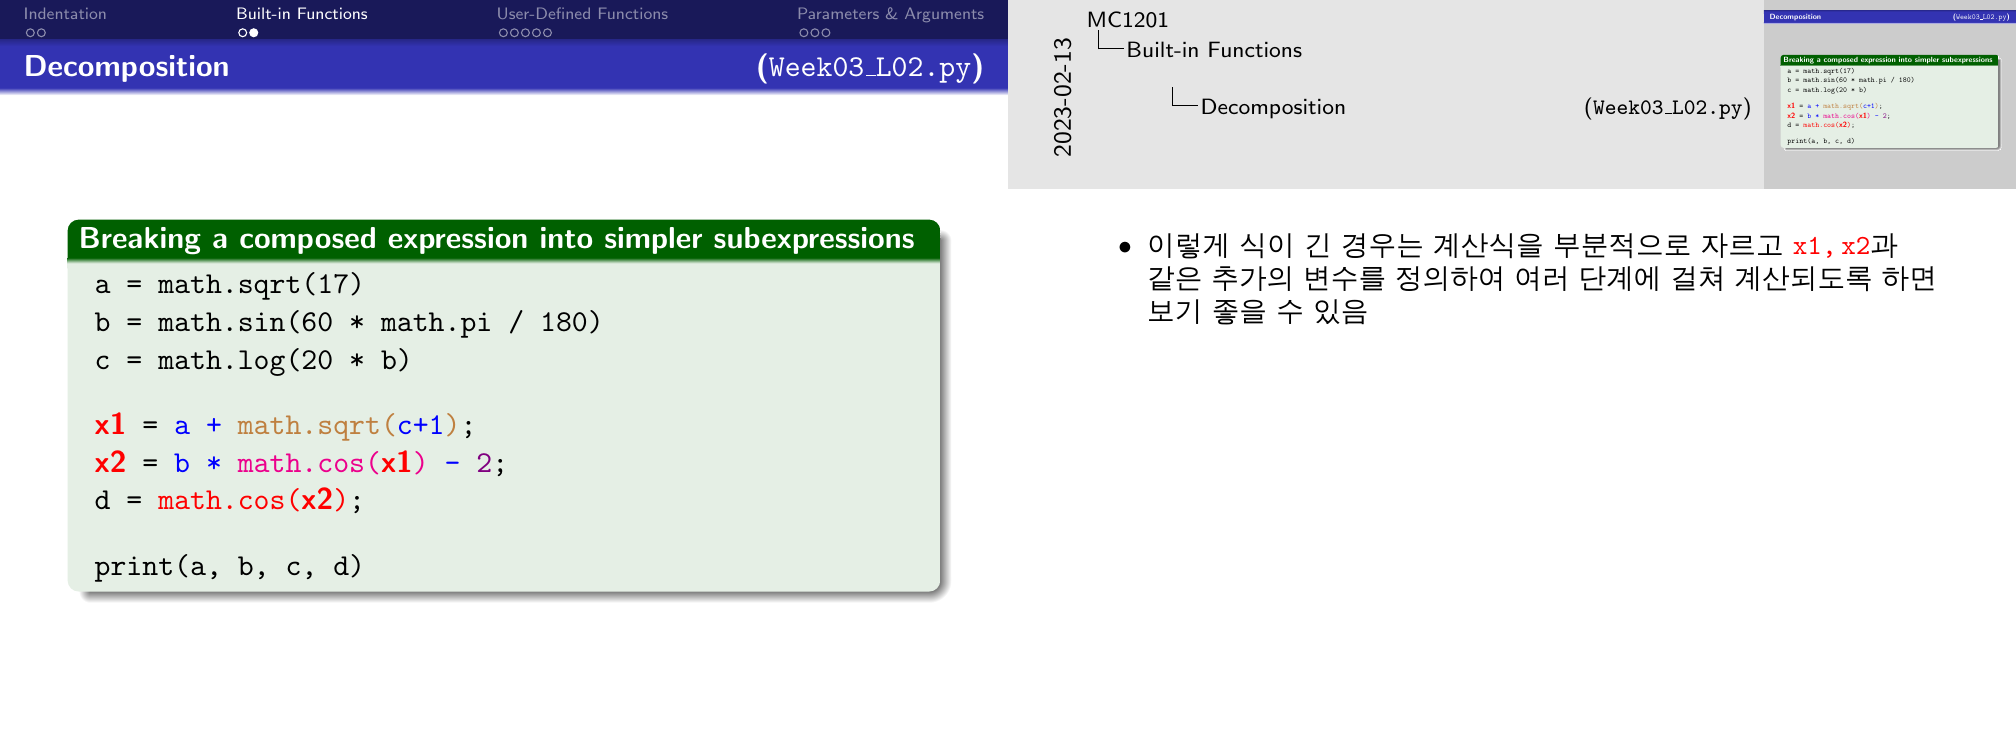 Indentation
Built-in Functions
User-Defined Functions
Parameters & Arguments
Decomposition (Week03_L02.py)
Breaking a composed expression into simpler subexpressions
a = math.sqrt(17)
b = math.sin(60 * math.pi / 180)
c = math.log(20 * b)
x1 = a + math.sqrt(c+1);
x2 = b * math.cos(x1) - 2;
d = math.cos(x2);
print(a, b, c, d)
2023-02-13
MC1201
Built-in Functions
Decomposition (Week03_L02.py)
Decomposition (Week03_L02.py)
Breaking a composed expression into simpler subexpressions
a = math.sqrt(17)
b = math.sin(60 * math.pi / 180)
c = math.log(20 * b)
x1 = a + math.sqrt(c+1);
x2 = b * math.cos(x1) - 2;
d = math.cos(x2);
print(a, b, c, d)
• 이렇게 식이 긴 경우는 계산식을 부분적으로 자르고 x1, x2과
같은 추가의 변수를 정의하여 여러 단계에 걸쳐 계산되도록 하면
보기 좋을 수 있음